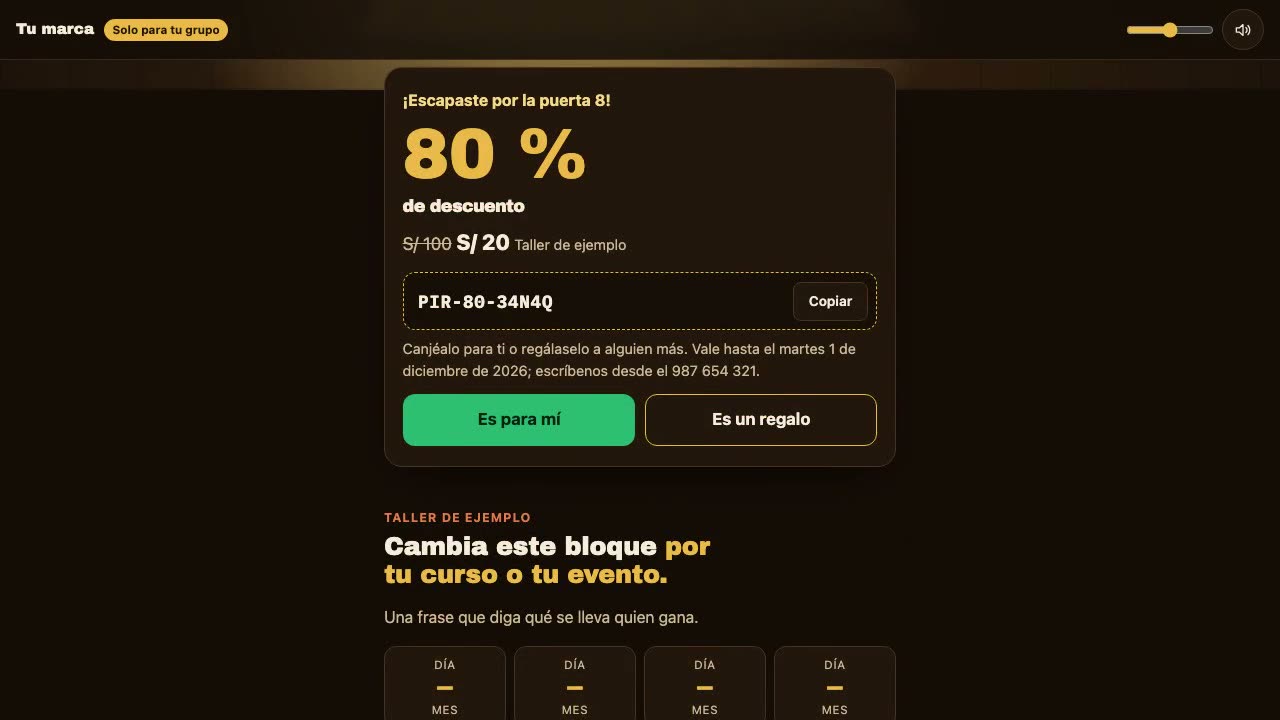 Tu marca
Solo para tu grupo
¡Escapaste por la puerta 8!
80 %
de descuento
S/ 100 S/ 20 Taller de ejemplo
PIR-80-34N4Q
Copiar
Canjéalo para ti o regálaselo a alguien más. Vale hasta el martes 1 de
diciembre de 2026; escríbenos desde el 987 654 321.
Es para mí
Es un regalo
TALLER DE EJEMPLO
Cambia este bloque por
tu curso o tu evento.
Una frase que diga qué se lleva quien gana.
DÍA DÍA DÍA DÍA
– – – –
MES MES MES MES